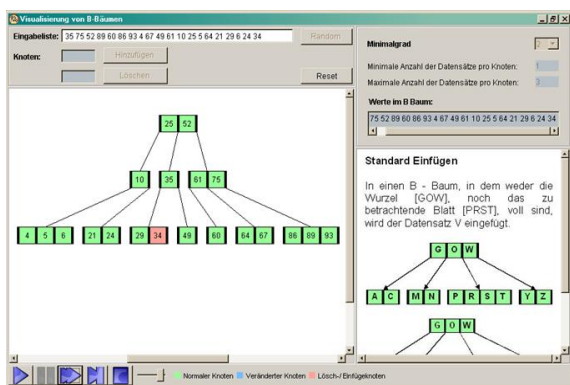 Visualisierung von B-Bäumen
Eingabeliste: 35 75 52 89 60 86 93 4 67 49 61 10 25 5 64 21 29 6 24 34 Random
Knoten: Hinzufügen
Löschen Reset
Minimalgrad 2
Minimale Anzahl der Datensätze pro Knoten: 1
Maximale Anzahl der Datensätze pro Knoten: 3
Werte im B Baum:
75 52 89 60 86 93 4 67 49 61 10 25 5 64 21 29 6 24 34
25 52
10 35 61 75
4 5 6 21 24 29 34 49 60 64 67 86 89 93
Standard Einfügen
In einen B - Baum, in dem weder die
Wurzel [GOW], noch das zu
betrachtende Blatt [PRST], voll sind,
wird der Datensatz V eingefügt.
G O W
A C M N P R S T Y Z
G O W
Normaler Knoten Veränderter Knoten Lösch-/ Einfügeknoten